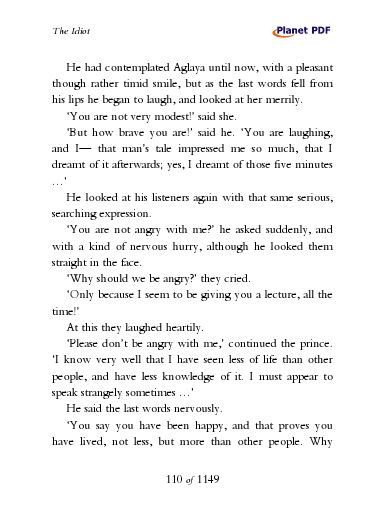 The Idiot
Planet PDF
He had contemplated Aglaya until now, with a pleasant
though rather timid smile, but as the last words fell from
his lips he began to laugh, and looked at her merrily.
‘You are not very modest!’ said she.
‘But how brave you are!’ said he. ‘You are laughing,
and I— that man’s tale impressed me so much, that I
dreamt of it afterwards; yes, I dreamt of those five minutes
…’
He looked at his listeners again with that same serious,
searching expression.
‘You are not angry with me?’ he asked suddenly, and
with a kind of nervous hurry, although he looked them
straight in the face.
‘Why should we be angry?’ they cried.
‘Only because I seem to be giving you a lecture, all the
time!’
At this they laughed heartily.
‘Please don’t be angry with me,’ continued the prince.
‘I know very well that I have seen less of life than other
people, and have less knowledge of it. I must appear to
speak strangely sometimes …’
He said the last words nervously.
‘You say you have been happy, and that proves you
have lived, not less, but more than other people. Why
110 of 1149